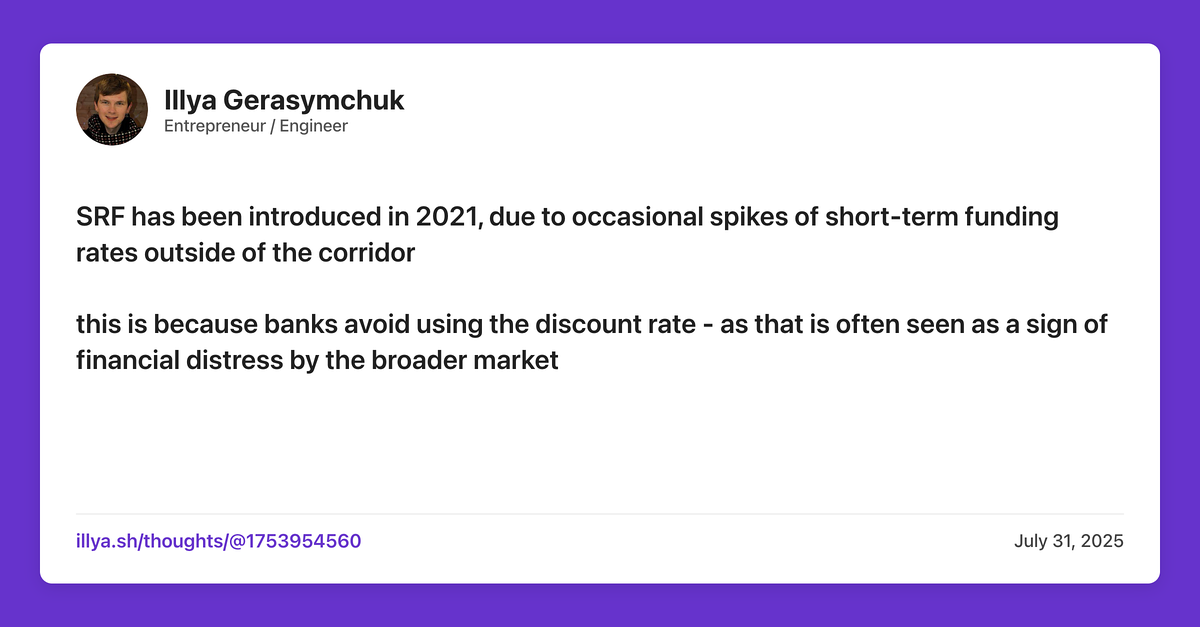 Illya Gerasymchuk
Entrepreneur / Engineer
SRF has been introduced in 2021, due to occasional spikes of short-term funding
rates outside of the corridor
this is because banks avoid using the discount rate - as that is often seen as a sign of
financial distress by the broader market
illya.sh/thoughts/@1753954560
July 31, 2025